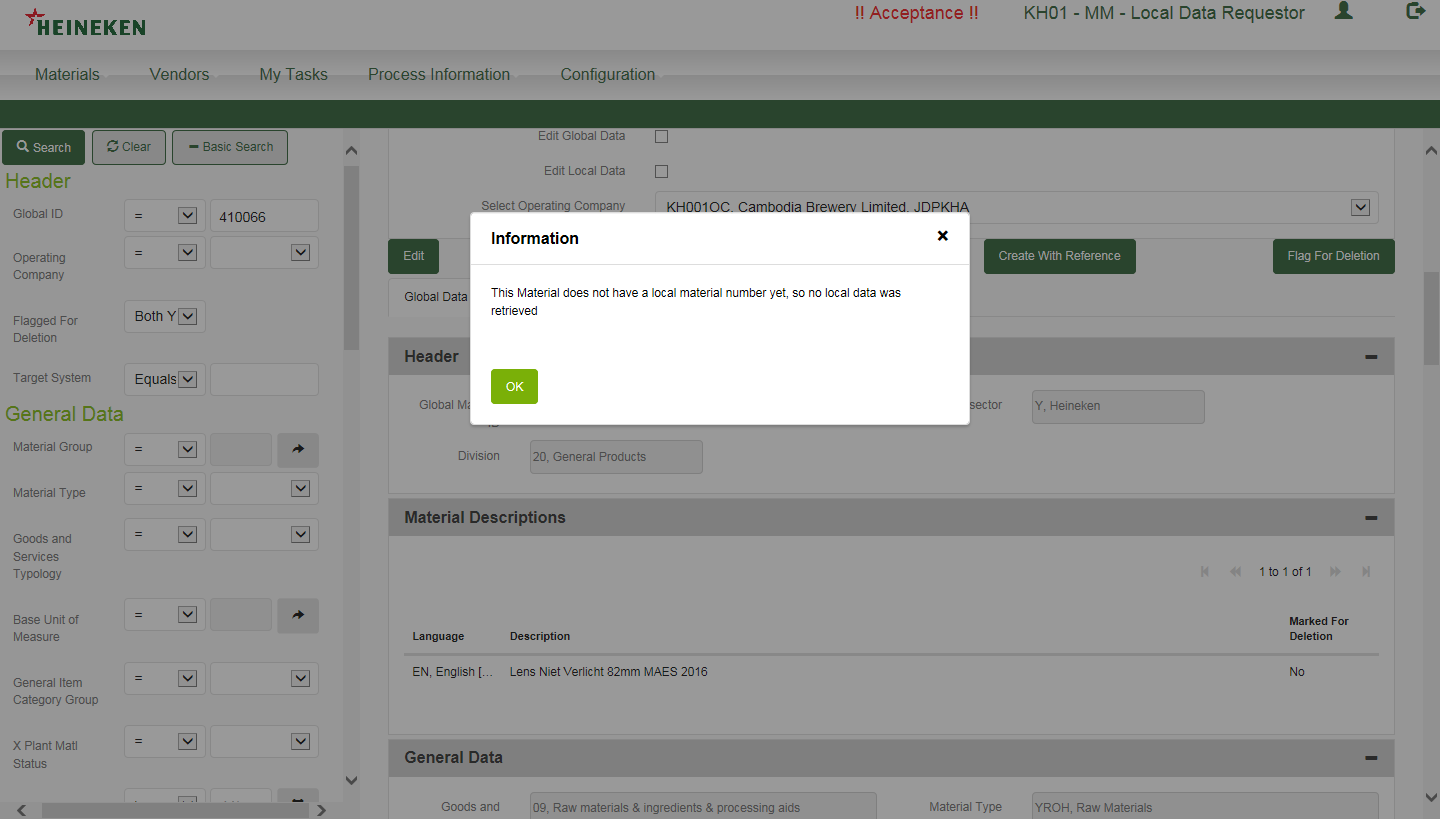 HEINEKEN
!! Acceptance !!
KH01 - MM - Local Data Requestor
Materials
Vendors
My Tasks
Process Information
Configuration
Search
Clear
Basic Search
Header
Global ID
=
410066
Operating
Company
=
Flagged For
Deletion
Both Y
Target System
Equals
General Data
Material Group
=
Material Type
=
Goods and
Services
Typology
=
Base Unit of
Measure
=
General Item
Category Group
=
X Plant Matl
Status
=
Edit Global Data
Edit Local Data
Select Operating Company
KH001OC, Cambodia Brewery Limited, JDPKHA
Edit
Create With Reference
Flag For Deletion
Global Data
Information
This Material does not have a local material number yet, so no local data was
retrieved
OK
Header
Global Ma
sector
Y, Heineken
Division
20, General Products
Material Descriptions
1 to 1 of 1
Language
Description
Marked For
Deletion
EN, English [...
Lens Niet Verlicht 82mm MAES 2016
No
General Data
Goods and
09, Raw materials & ingredients & processing aids
Material Type
YROH, Raw Materials